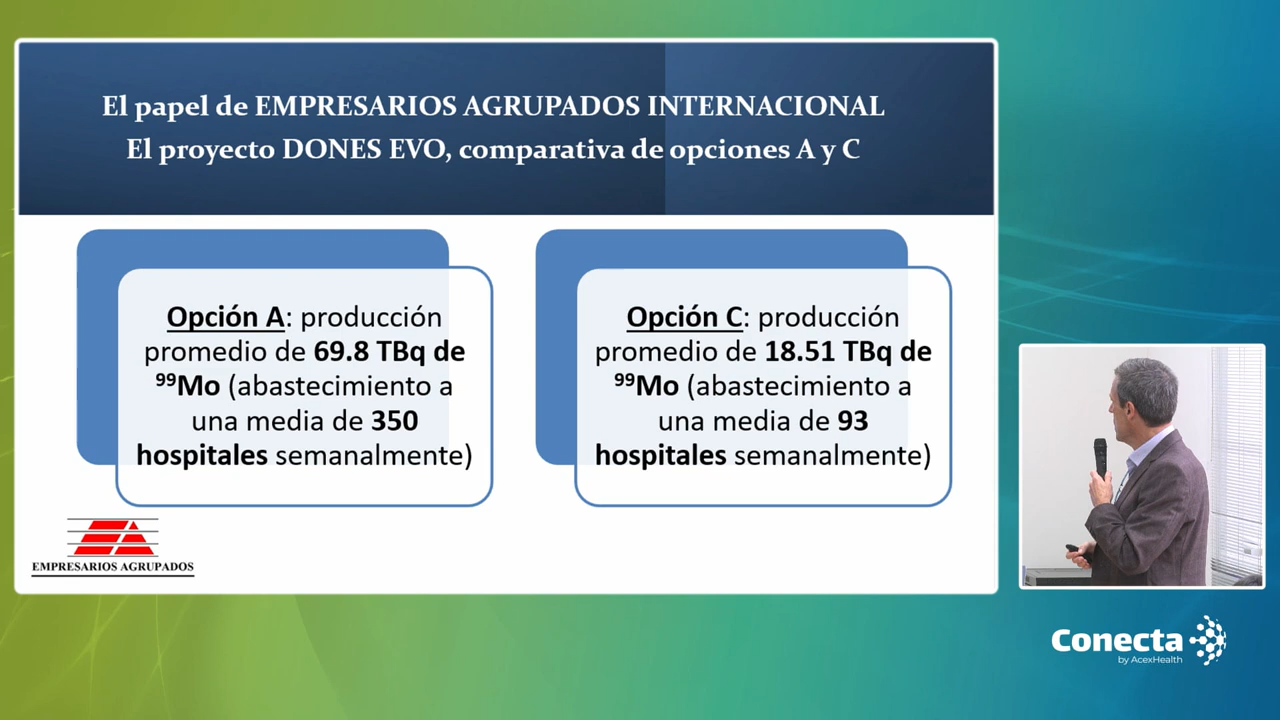 El papel de EMPRESARIOS AGRUPADOS INTERNACIONAL
El proyecto DONES EVO, comparativa de opciones A y C
Opción A: producción
promedio de 69.8 TBq de
⁹⁹Mo (abastecimiento a
una media de 350
hospitales semanalmente)
Opción C: producción
promedio de 18.51 TBq de
⁹⁹Mo (abastecimiento a
una media de 93
hospitales semanalmente)
EMPRESARIOS AGRUPADOS
Conecta
by AcexHealth